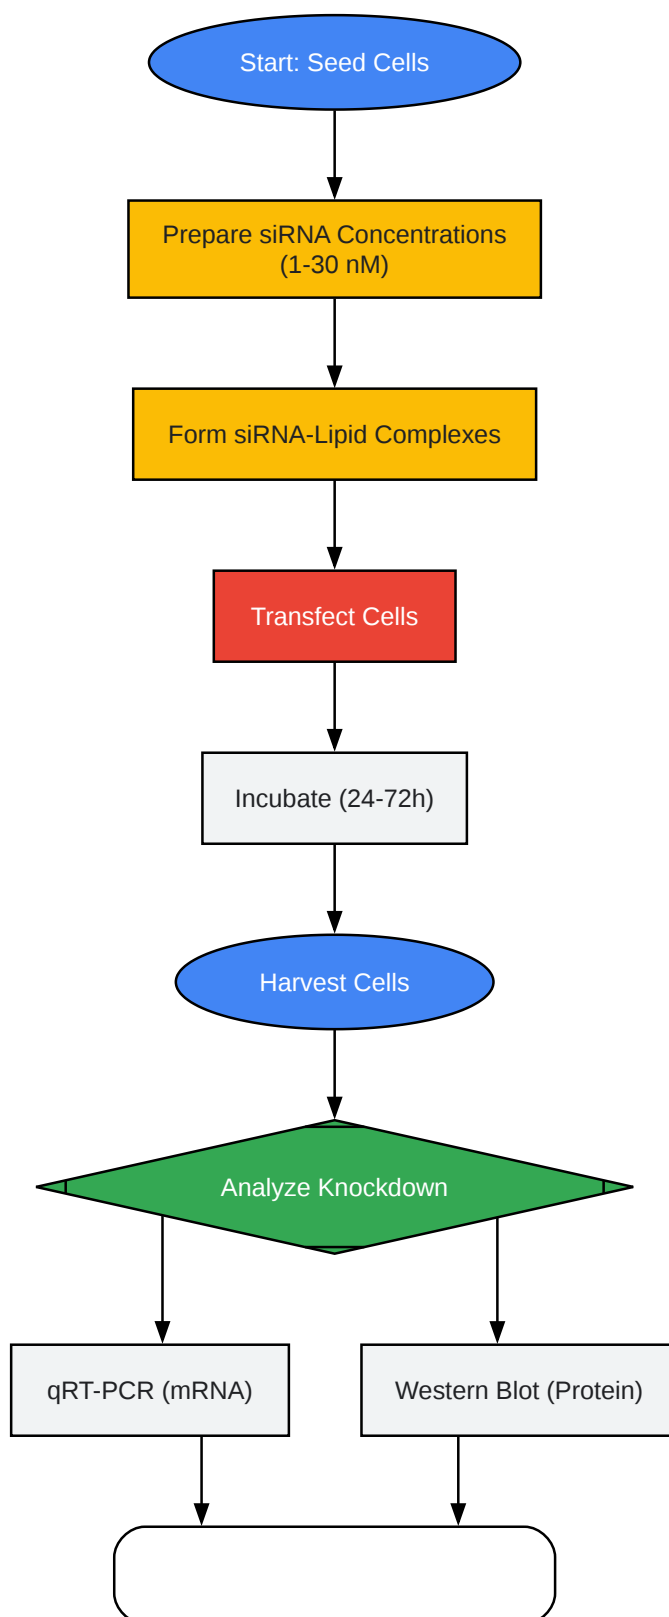 Start: Seed Cells
Prepare siRNA Concentrations
(1-30 nM)
Form siRNA-Lipid Complexes
Transfect Cells
Incubate (24-72h)
Harvest Cells
Analyze Knockdown
qRT-PCR (mRNA)
Western Blot (Protein)